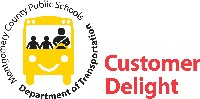 Montgomery County Public Schools
Department of Transportation
Customer
Delight